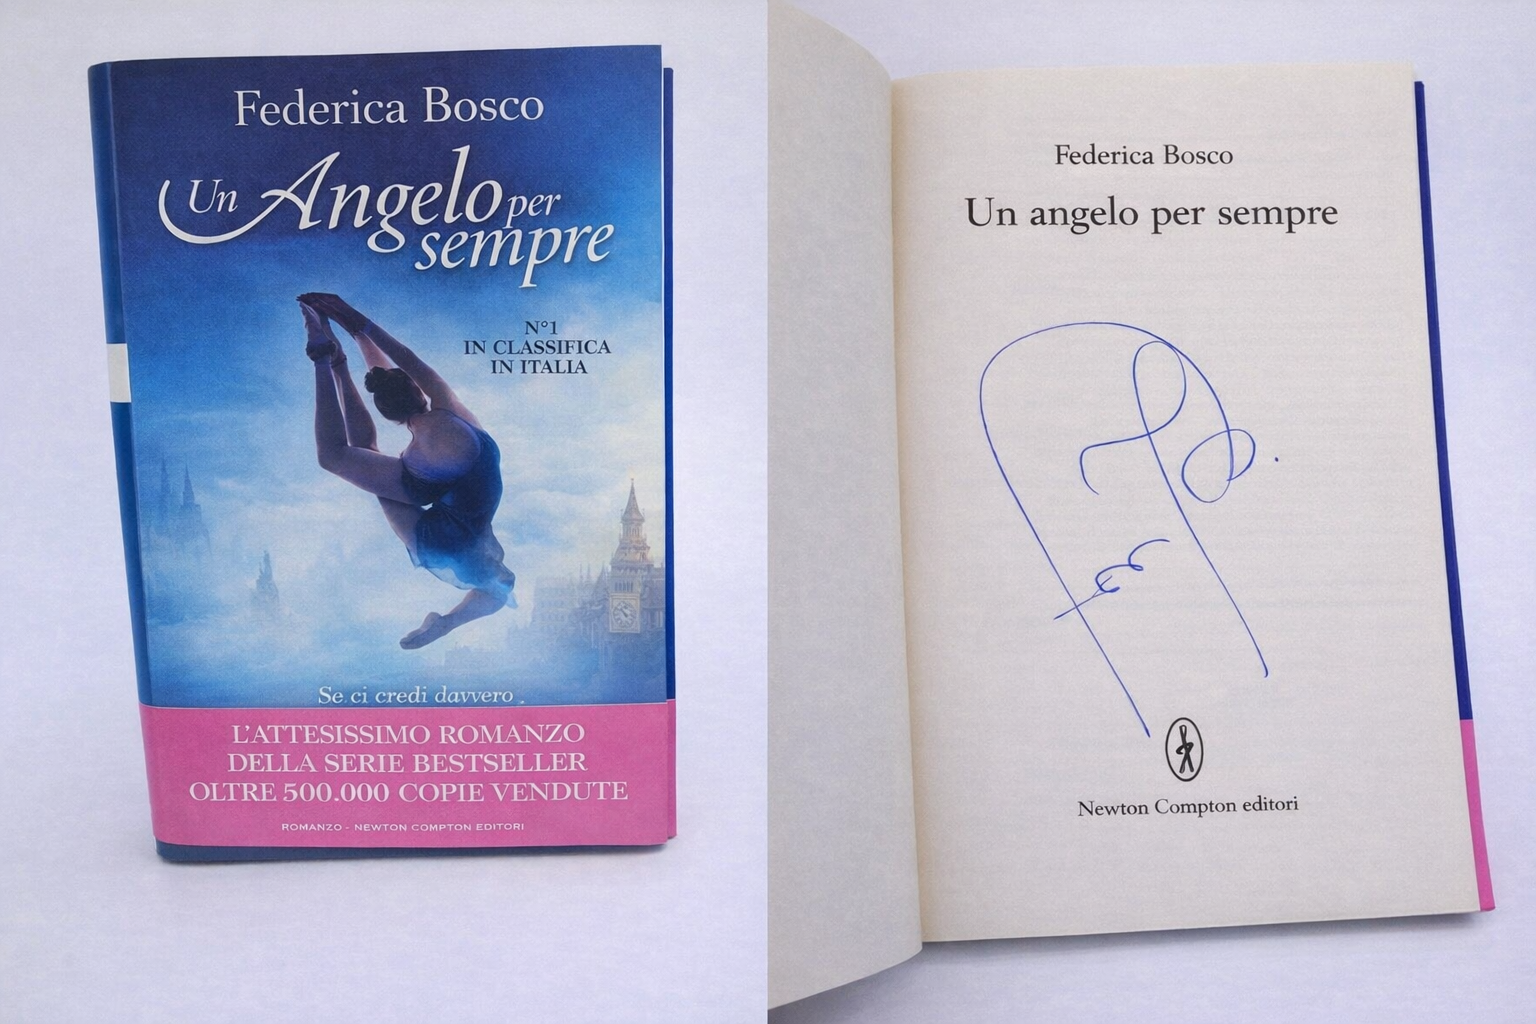 Federica Bosco
Un Angelo per
sempre
N°1
IN CLASSIFICA
IN ITALIA
Se ci credi davvero
L'ATTESISSIMO ROMANZO
DELLA SERIE BESTSELLER
OLTRE 500.000 COPIE VENDUTE
ROMANZO - NEWTON COMPTON EDITORI
Federica Bosco
Un angelo per sempre
Newton Compton editori